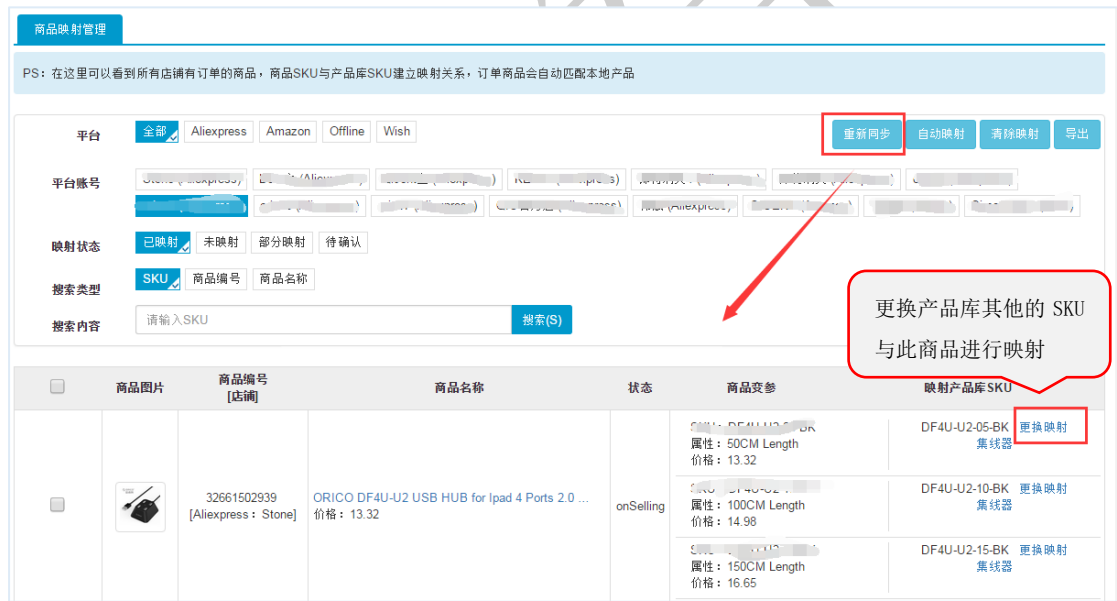 商品映射管理
PS：在这里可以看到所有店铺有订单的商品，商品SKU与产品库SKU建立映射关系，订单商品会自动匹配本地产品
平台 全部 Aliexpress Amazon Offline Wish 重新同步 自动映射 清除映射 导出
平台账号
映射状态 已映射 未映射 部分映射 待确认
搜索类型 SKU 商品编号 商品名称
搜索内容 请输入SKU 搜索(S)
更换产品库其他的 SKU
与此商品进行映射
商品图片 商品编号 商品名称 状态 商品变参 映射产品库SKU
[店铺]
DF4U-U2-05-BK 更换映射
属性：50CM Length 集线器
价格：13.32
32661502939 ORICO DF4U-U2 USB HUB for Ipad 4 Ports 2.0 ... onSelling DF4U-U2-10-BK 更换映射
[Aliexpress：Stone] 价格：13.32 属性：100CM Length 集线器
价格：14.98
DF4U-U2-15-BK 更换映射
属性：150CM Length 集线器
价格：16.65